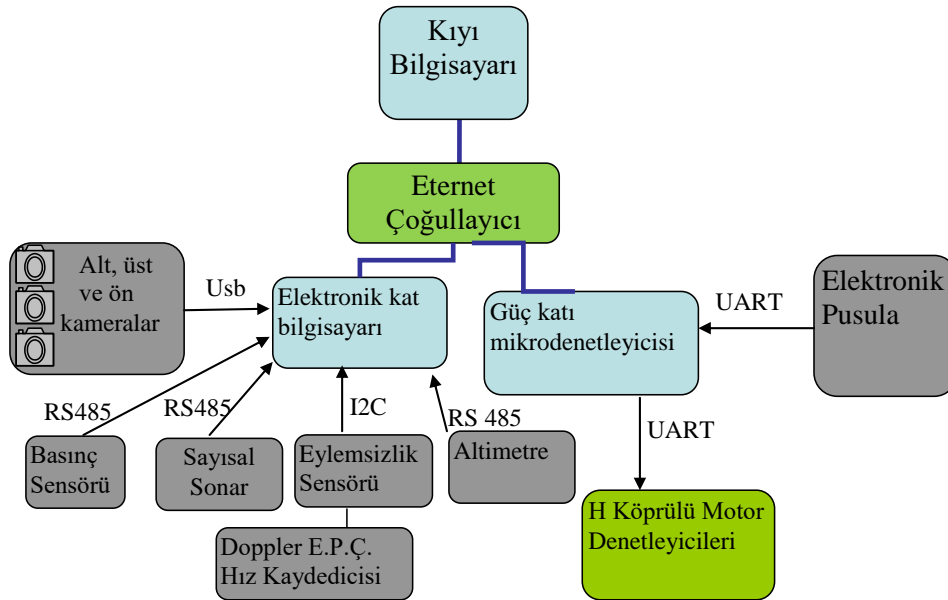 Kıyı
Bilgisayarı
Eternet
Çoğullayıcı
Alt, üst
ve ön
kameralar
Usb
Elektronik kat
bilgisayarı
Güç katı
mikrodenetleyicisi
UART
Elektronik
Pusula
RS485
RS485
I2C
RS 485
UART
Basınç
Sensörü
Sayısal
Sonar
Eylemsizlik
Sensörü
Altimetre
H Köprülü Motor
Denetleyicileri
Doppler E.P.Ç.
Hız Kaydedicisi